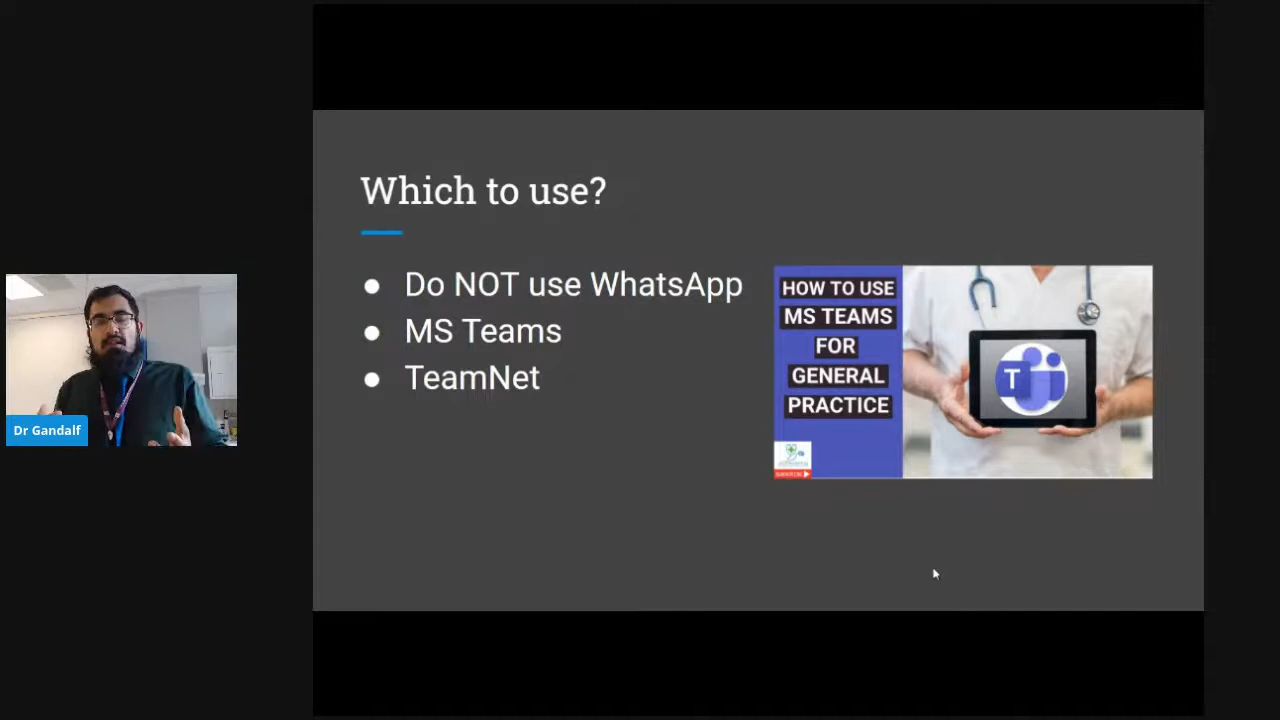 Which to use?
● Do NOT use WhatsApp
● MS Teams
● TeamNet
HOW TO USE
MS TEAMS
FOR
GENERAL
PRACTICE
T
Dr Gandalf